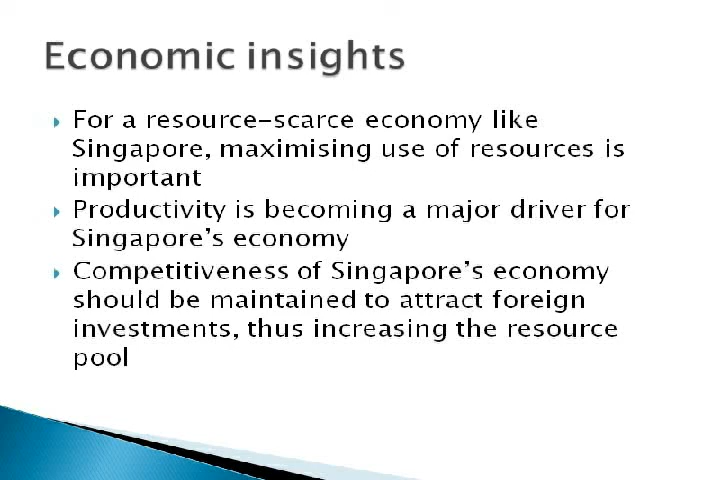 Economic insights
For a resource-scarce economy like
Singapore, maximising use of resources is
important
Productivity is becoming a major driver for
Singapore's economy
Competitiveness of Singapore's economy
should be maintained to attract foreign
investments, thus increasing the resource
pool